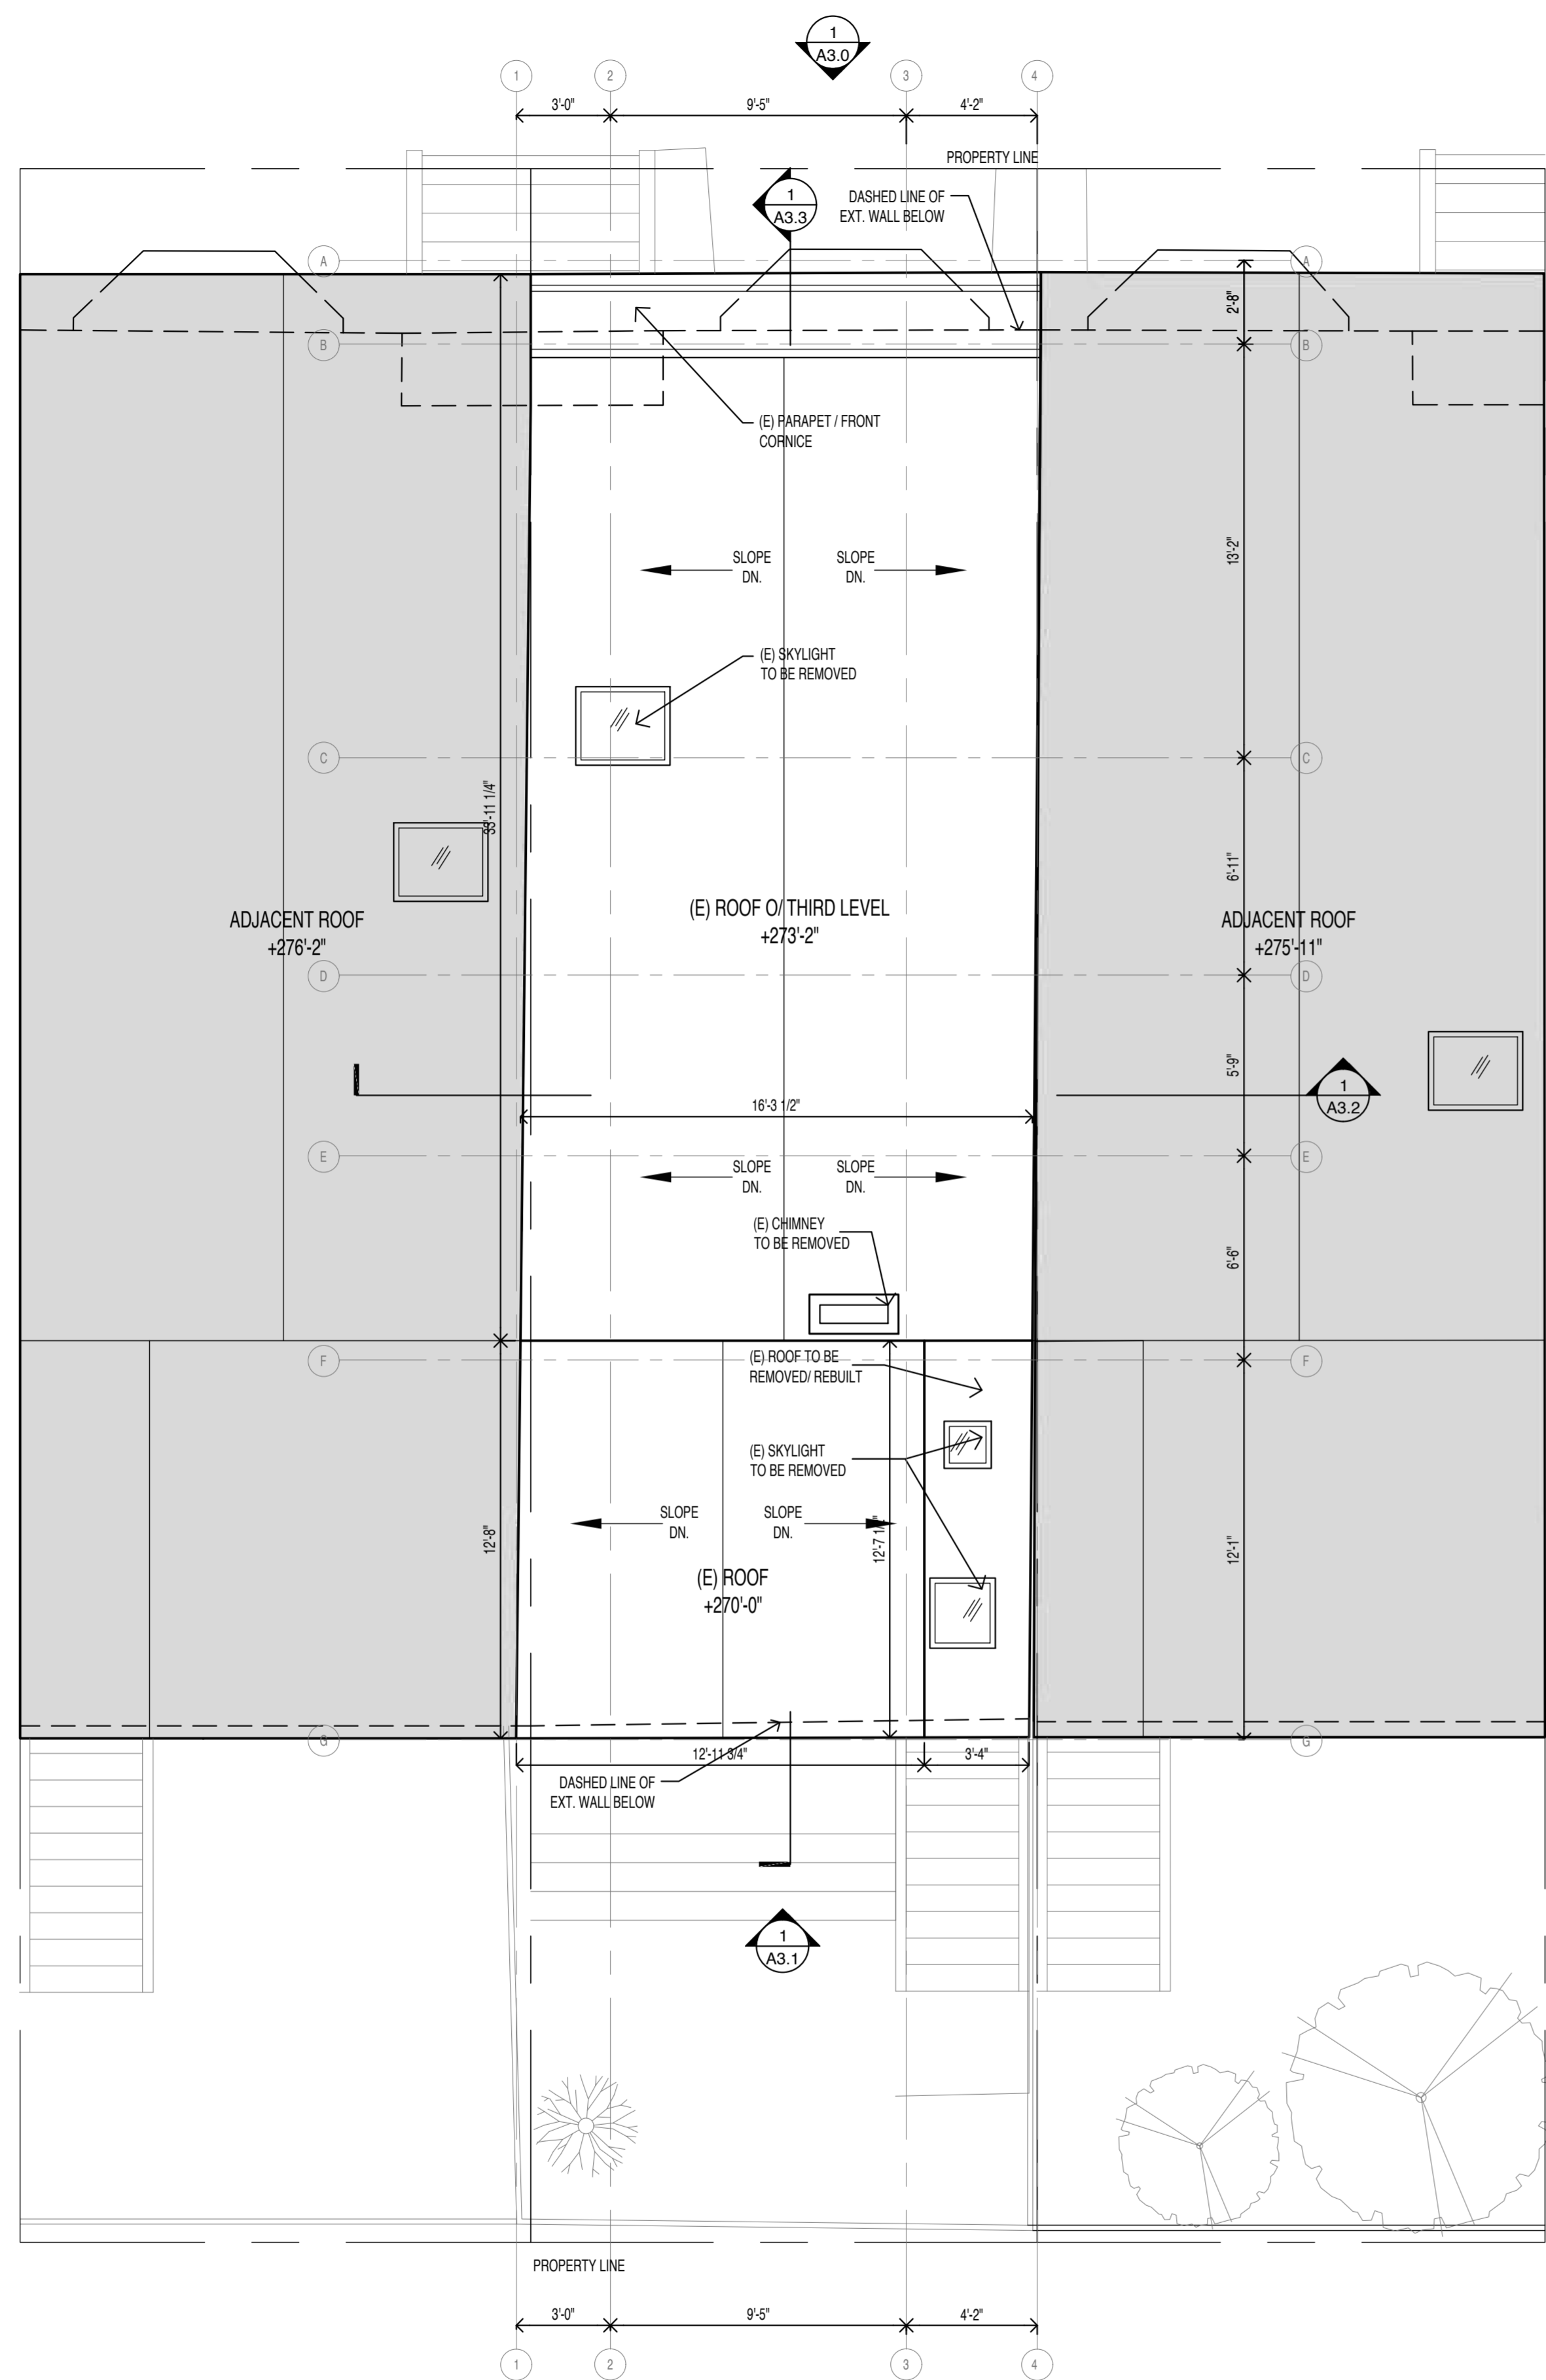 1
A3.0
1
2
3
4
3'-0"
9'-5"
4'-2"
PROPERTY LINE
1
A3.3
DASHED LINE OF
EXT. WALL BELOW
A
A
2'-8"
B
B
(E) PARAPET / FRONT
CORNICE
13'-2"
SLOPE
DN.
SLOPE
DN.
(E) SKYLIGHT
TO BE REMOVED
C
C
33'-11 1/4"
6'-11"
ADJACENT ROOF
+276'-2"
(E) ROOF O/ THIRD LEVEL
+273'-2"
ADJACENT ROOF
+275'-11"
D
D
5'-9"
1
A3.2
16'-3 1/2"
E
E
SLOPE
DN.
SLOPE
DN.
(E) CHIMNEY
TO BE REMOVED
6'-6"
F
F
(E) ROOF TO BE
REMOVED/ REBUILT
(E) SKYLIGHT
TO BE REMOVED
SLOPE
DN.
SLOPE
DN.
12'-8"
12'-7
12'-1"
(E) ROOF
+270'-0"
G
G
12'-11 3/4"
3'-4"
DASHED LINE OF
EXT. WALL BELOW
1
A3.1
PROPERTY LINE
3'-0"
9'-5"
4'-2"
1
2
3
4